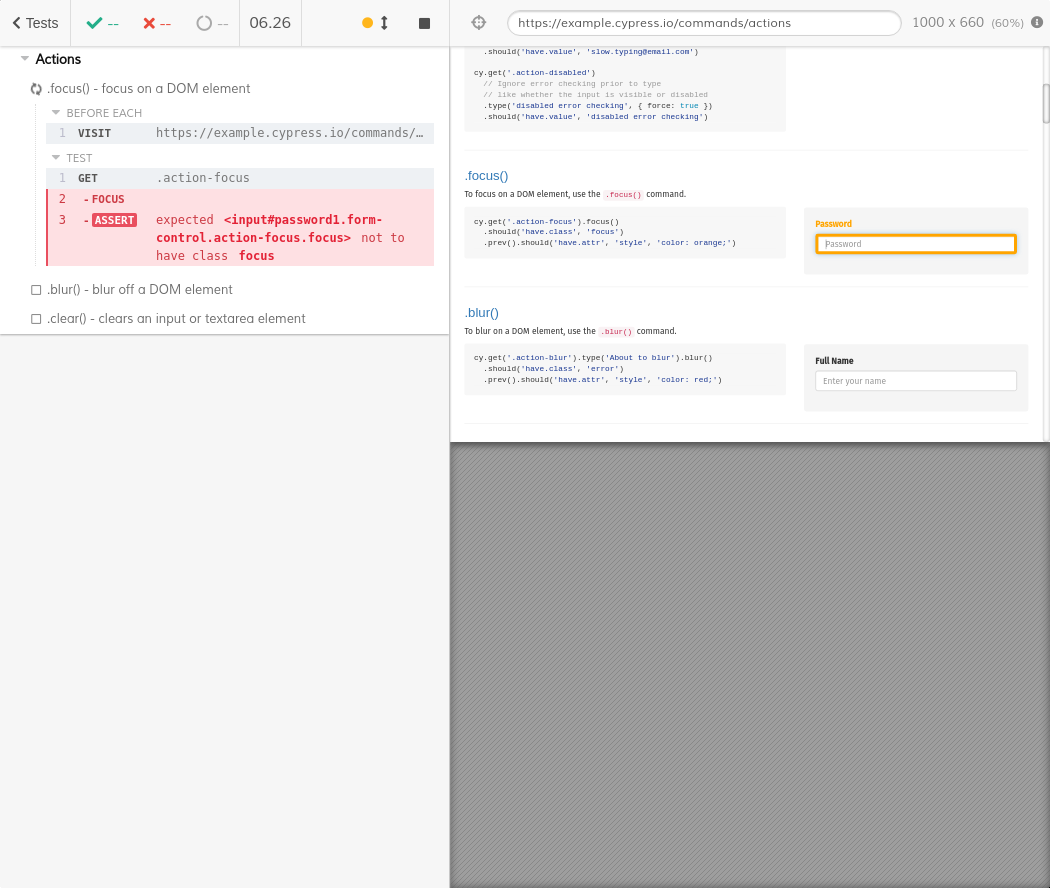 Tests
--
--
--
06.26
https://example.cypress.io/commands/actions
1000 x 660 (60%)
Actions
.focus() - focus on a DOM element
BEFORE EACH
1 VISIT https://example.cypress.io/commands/…
TEST
1 GET .action-focus
2 -FOCUS
3 -ASSERT expected <input#password1.form-
control.action-focus.focus> not to
have class focus
.blur() - blur off a DOM element
.clear() - clears an input or textarea element
.should('have.value', 'slow.typing@email.com')
cy.get('.action-disabled')
// Ignore error checking prior to type
// like whether the input is visible or disabled
.type('disabled error checking', { force: true })
.should('have.value', 'disabled error checking')
.focus()
To focus on a DOM element, use the .focus() command.
cy.get('.action-focus').focus()
.should('have.class', 'focus')
.prev().should('have.attr', 'style', 'color: orange;')
Password
Password
.blur()
To blur on a DOM element, use the .blur() command.
cy.get('.action-blur').type('About to blur').blur()
.should('have.class', 'error')
.prev().should('have.attr', 'style', 'color: red;')
Full Name
Enter your name